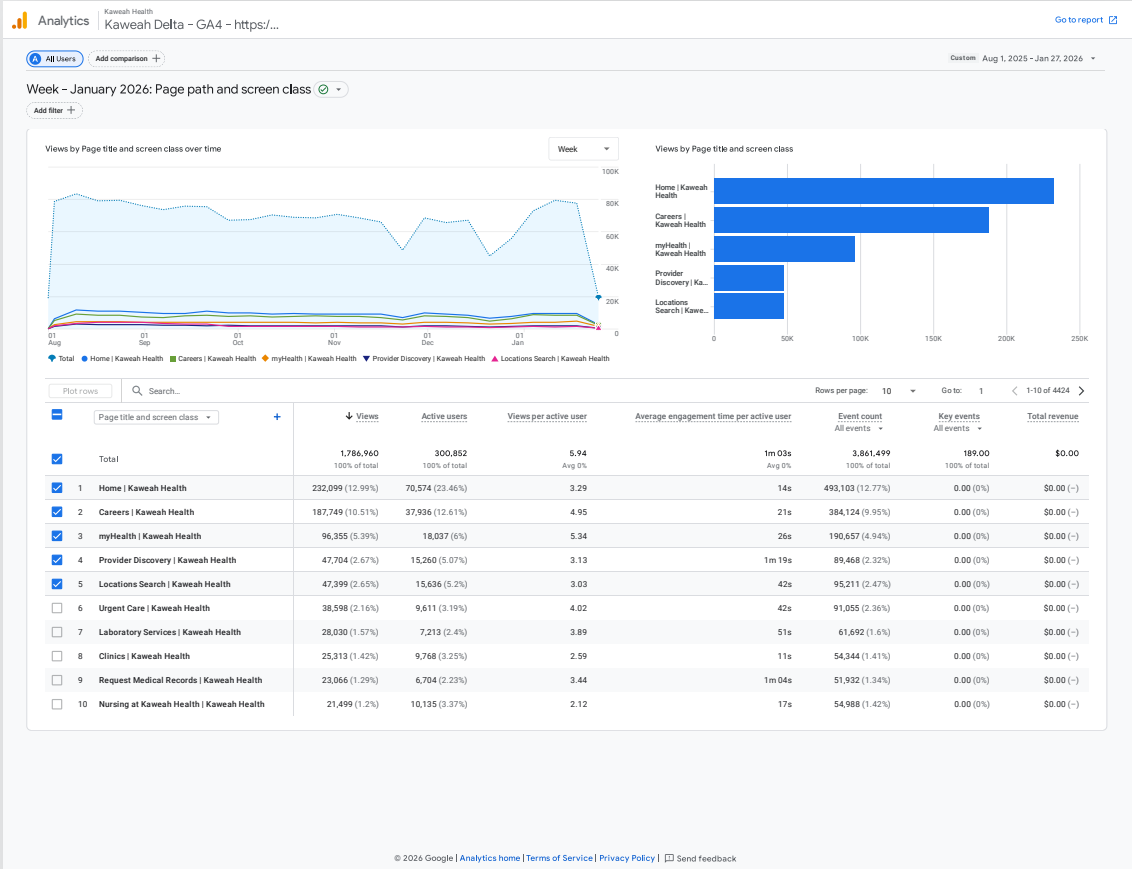 Analytics
Kaweah Health
Kaweah Delta - GA4 - https:/...
Go to report
A All Users
Add comparison +
Custom Aug 1, 2025 - Jan 27, 2026
Week - January 2026: Page path and screen class
Add filter +
Views by Page title and screen class over time
Week
100K
80K
60K
40K
20K
0
01 Aug
01 Sep
01 Oct
01 Nov
01 Dec
01 Jan
Total Home | Kaweah Health Careers | Kaweah Health myHealth | Kaweah Health Provider Discovery | Kaweah Health Locations Search | Kaweah Health
Views by Page title and screen class
Home | Kaweah
Health
Careers |
Kaweah Health
myHealth |
Kaweah Health
Provider
Discovery | Ka...
Locations
Search | Kawe...
0 50K 100K 150K 200K 250K
Plot rows
Search...
Rows per page: 10
Go to: 1
1-10 of 4424
Page title and screen class + Views Active users Views per active user Average engagement time per active user Event count Key events Total revenue
All events All events
Total 1,786,960 300,852 5.94 1m 03s 3,861,499 189.00 $0.00
100% of total 100% of total Avg 0% Avg 0% 100% of total 100% of total
1 Home | Kaweah Health 232,099 (12.99%) 70,574 (23.46%) 3.29 14s 493,103 (12.77%) 0.00 (0%) $0.00 (–)
2 Careers | Kaweah Health 187,749 (10.51%) 37,936 (12.61%) 4.95 21s 384,124 (9.95%) 0.00 (0%) $0.00 (–)
3 myHealth | Kaweah Health 96,355 (5.39%) 18,037 (6%) 5.34 26s 190,657 (4.94%) 0.00 (0%) $0.00 (–)
4 Provider Discovery | Kaweah Health 47,704 (2.67%) 15,260 (5.07%) 3.13 1m 19s 89,468 (2.32%) 0.00 (0%) $0.00 (–)
5 Locations Search | Kaweah Health 47,399 (2.65%) 15,636 (5.2%) 3.03 42s 95,211 (2.47%) 0.00 (0%) $0.00 (–)
6 Urgent Care | Kaweah Health 38,598 (2.16%) 9,611 (3.19%) 4.02 42s 91,055 (2.36%) 0.00 (0%) $0.00 (–)
7 Laboratory Services | Kaweah Health 28,030 (1.57%) 7,213 (2.4%) 3.89 51s 61,692 (1.6%) 0.00 (0%) $0.00 (–)
8 Clinics | Kaweah Health 25,313 (1.42%) 9,768 (3.25%) 2.59 11s 54,344 (1.41%) 0.00 (0%) $0.00 (–)
9 Request Medical Records | Kaweah Health 23,066 (1.29%) 6,704 (2.23%) 3.44 1m 04s 51,932 (1.34%) 0.00 (0%) $0.00 (–)
10 Nursing at Kaweah Health | Kaweah Health 21,499 (1.2%) 10,135 (3.37%) 2.12 17s 54,988 (1.42%) 0.00 (0%) $0.00 (–)
© 2026 Google | Analytics home | Terms of Service | Privacy Policy | Send feedback